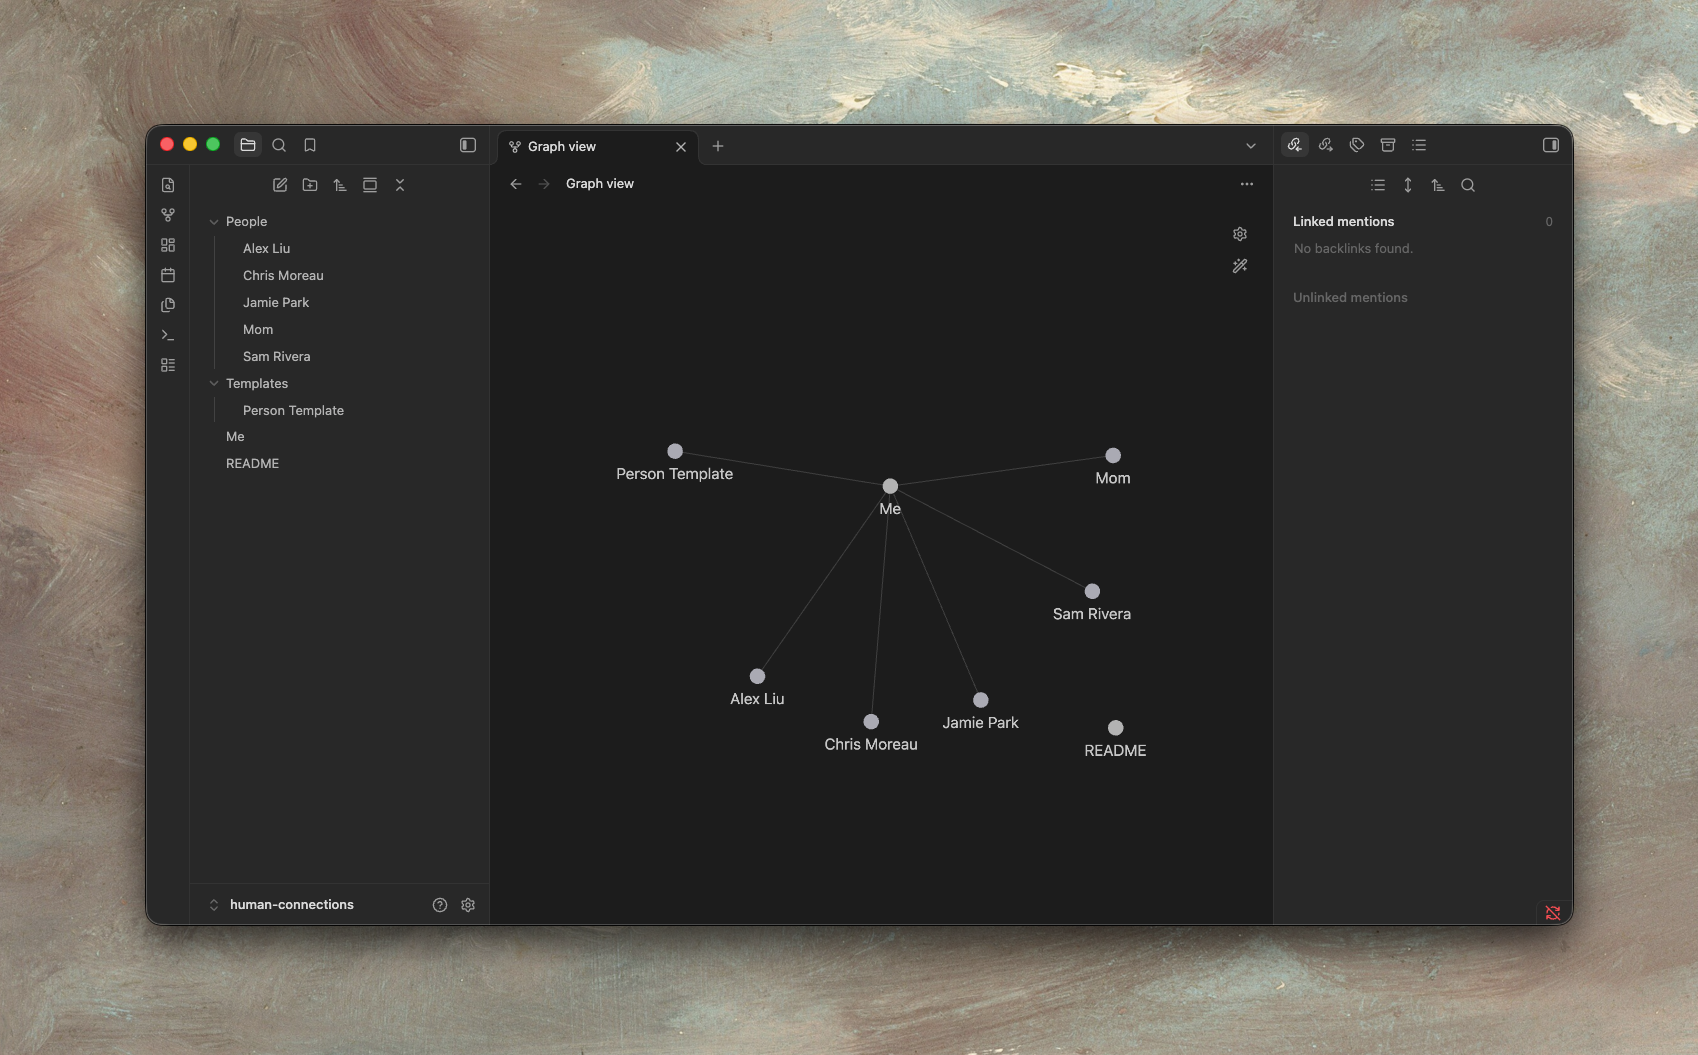 Graph view
Graph view
People
Alex Liu
Chris Moreau
Jamie Park
Mom
Sam Rivera
Templates
Person Template
Me
README
human-connections
Person Template
Mom
Me
Sam Rivera
Alex Liu
Jamie Park
Chris Moreau
README
Linked mentions 0
No backlinks found.
Unlinked mentions